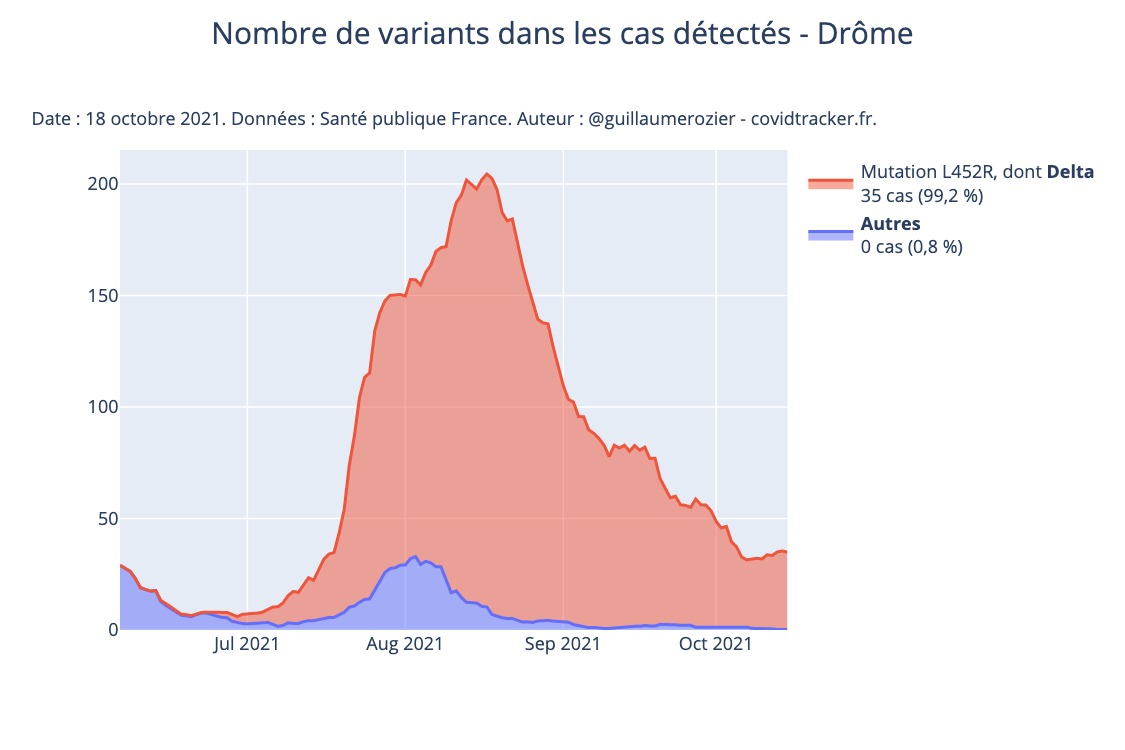 Nombre de variants dans les cas détectés - Drôme
Date : 18 octobre 2021. Données : Santé publique France. Auteur : @guillaumerozier - covidtracker.fr.
200
150
100
50
0
Jul 2021
Aug 2021
Sep 2021
Oct 2021
Mutation L452R, dont Delta
35 cas (99,2 %)
Autres
0 cas (0,8 %)